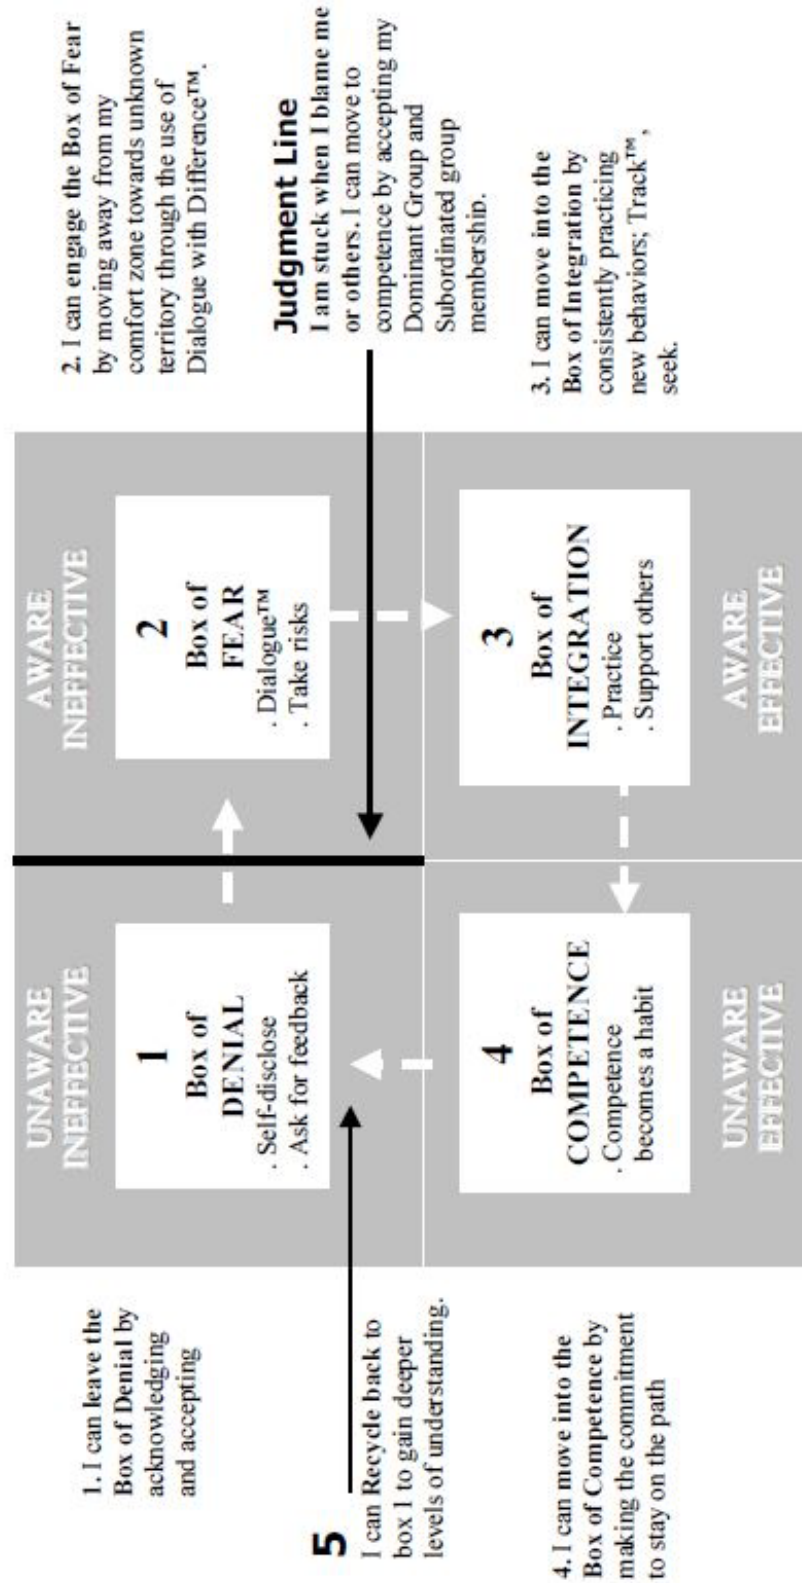 1. I can leave the
Box of Denial by
acknowledging
and accepting
UNAWARE
INEFFECTIVE
1
Box of
DENIAL
. Self-disclose
. Ask for feedback
AWARE
INEFFECTIVE
2
Box of
FEAR
. Dialogue™
. Take risks
2. I can engage the Box of Fear
by moving away from my
comfort zone towards unknown
territory through the use of
Dialogue with Difference™.
Judgment Line
I am stuck when I blame me
or others. I can move to
competence by accepting my
Dominant Group and
Subordinated group
membership.
5
I can Recycle back to
box 1 to gain deeper
levels of understanding.
4. I can move into the
Box of Competence by
making the commitment
to stay on the path
4
Box of
COMPETENCE
. Competence
becomes a habit
UNAWARE
EFFECTIVE
3
Box of
INTEGRATION
. Practice
. Support others
AWARE
EFFECTIVE
3. I can move into the
Box of Integration by
consistently practicing
new behaviors; Track™ ,
seek.